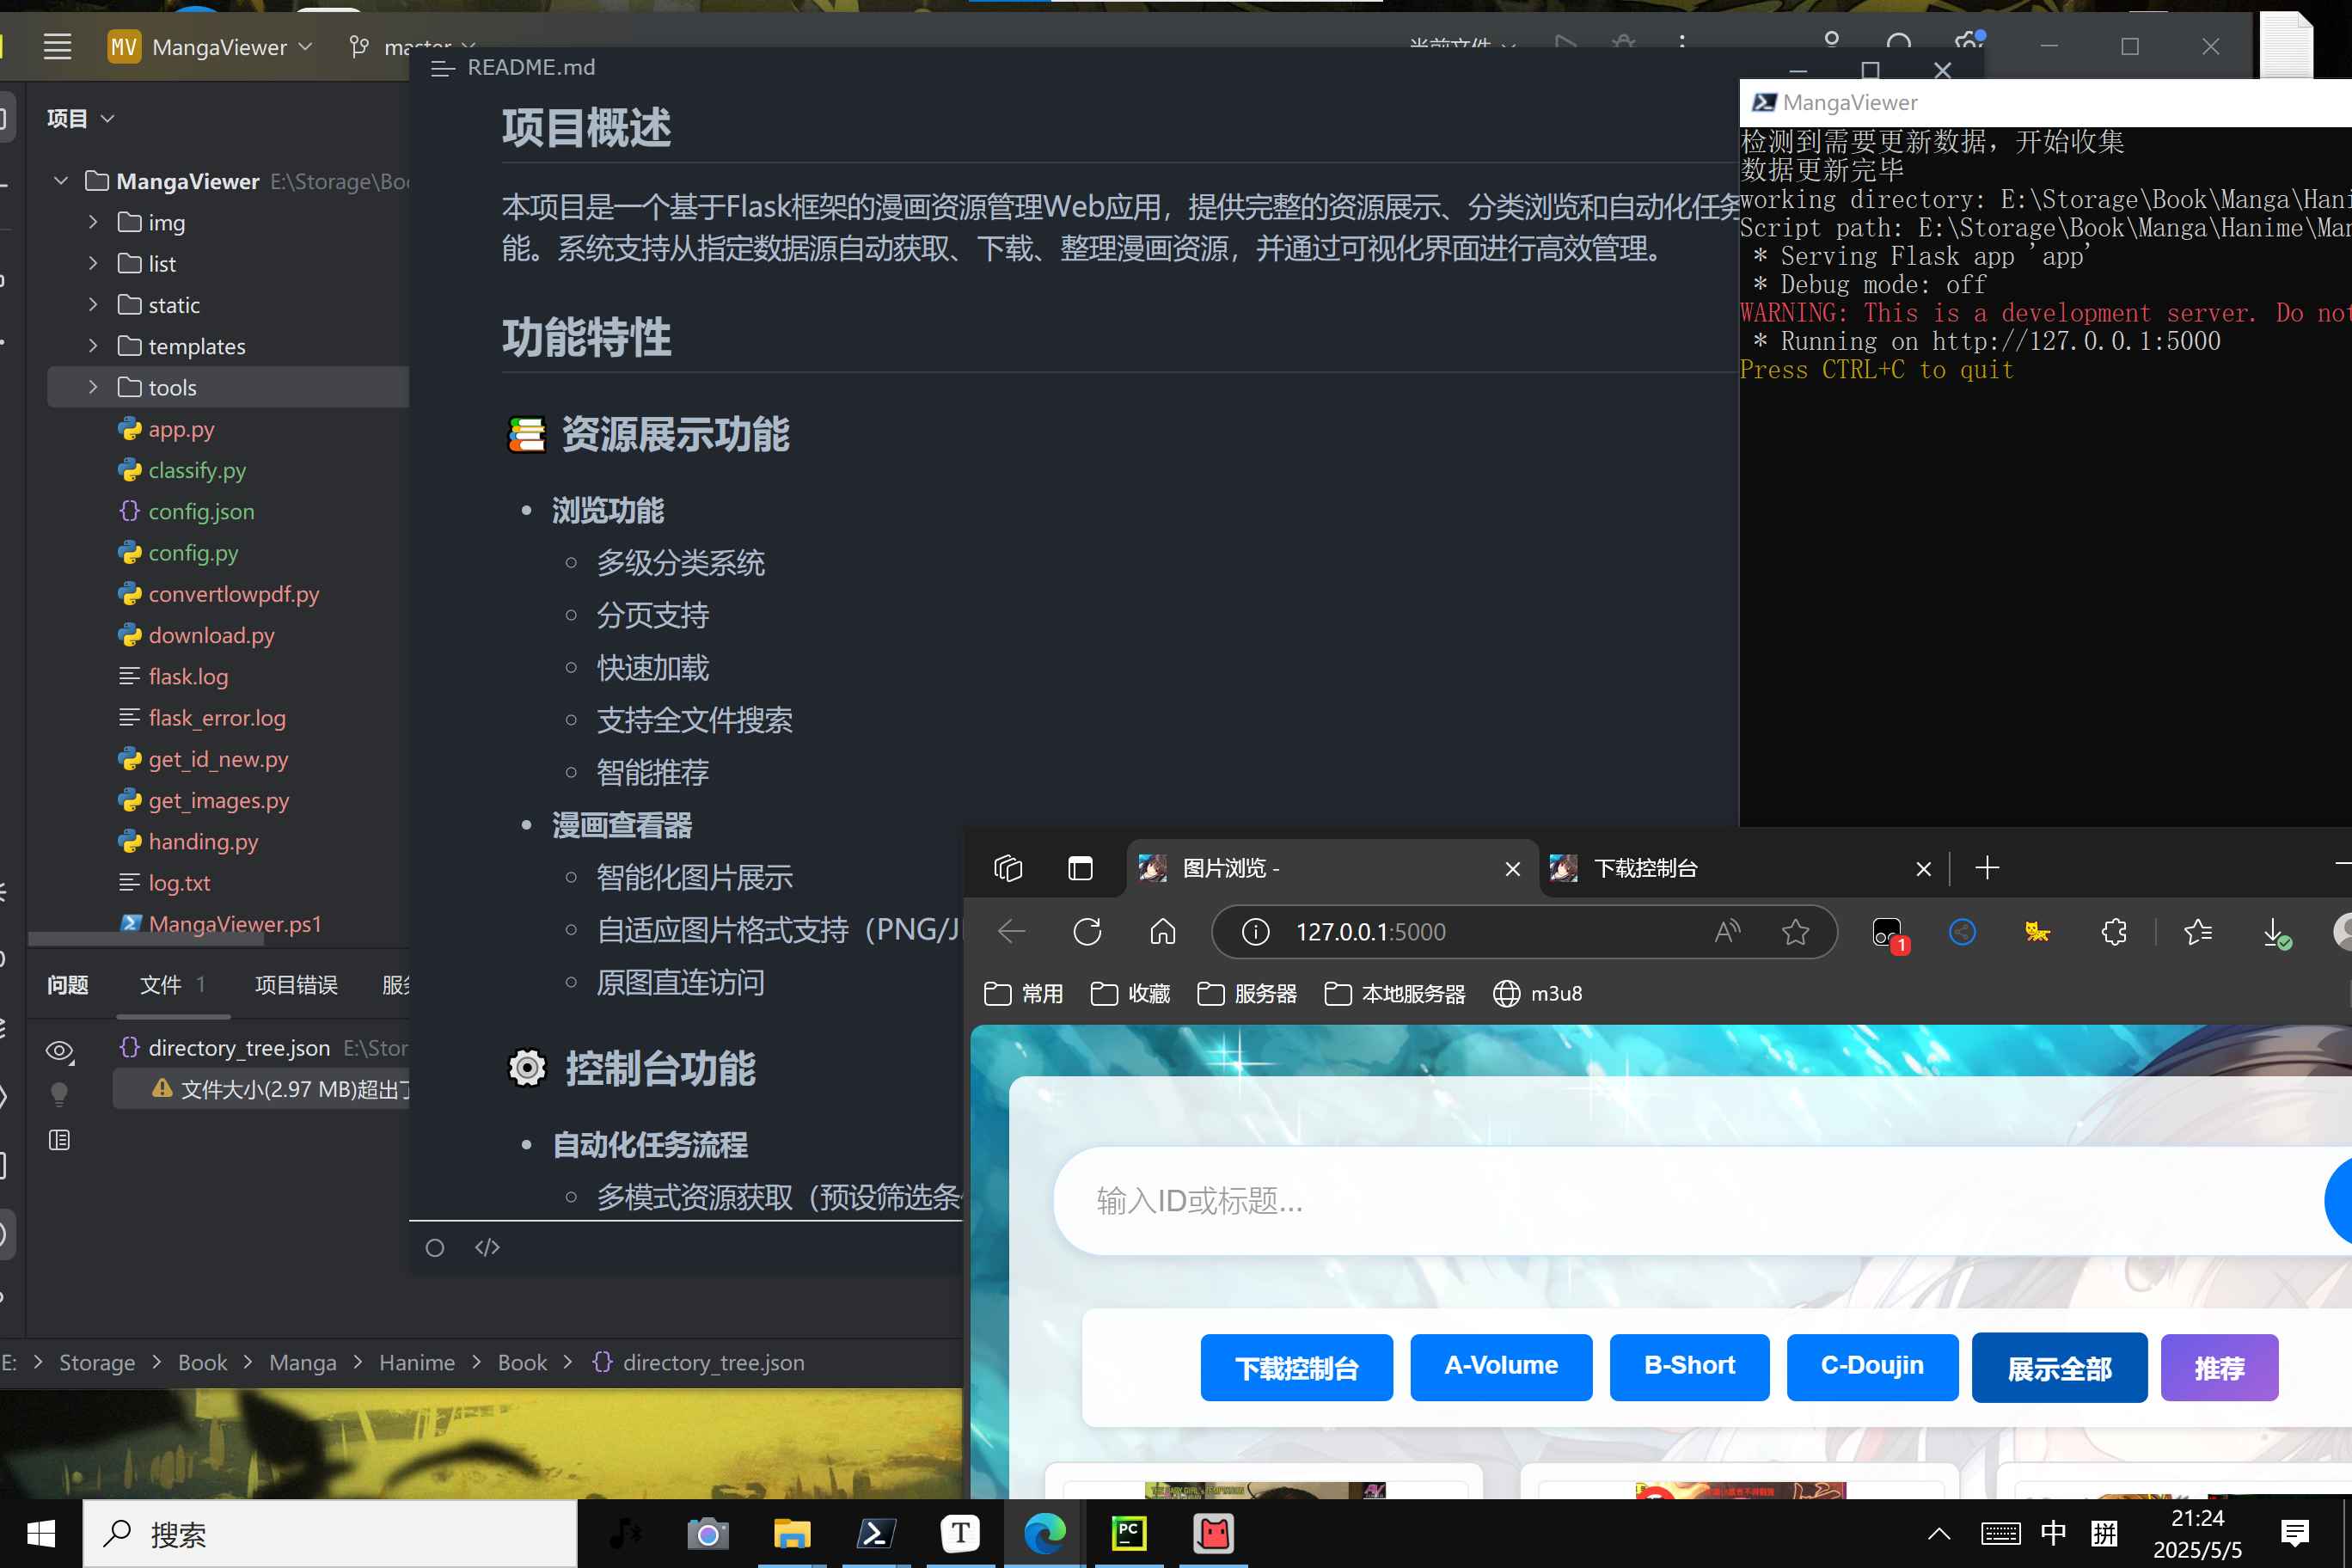 MV MangaViewer
README.md
项目
MangaViewer
img
list
static
templates
tools
app.py
classify.py
config.json
config.py
convertlowpdf.py
download.py
flask.log
flask_error.log
get_id_new.py
get_images.py
handing.py
log.txt
MangaViewer.ps1
问题 文件 1 项目错误
directory_tree.json
文件大小(2.97 MB)超出了
E: Storage Book Manga Hanime Book directory_tree.json
项目概述
本项目是一个基于Flask框架的漫画资源管理Web应用，提供完整的资源展示、分类浏览和自动化任务
能。系统支持从指定数据源自动获取、下载、整理漫画资源，并通过可视化界面进行高效管理。
功能特性
📚 资源展示功能
浏览功能
多级分类系统
分页支持
快速加载
支持全文件搜索
智能推荐
漫画查看器
智能化图片展示
自适应图片格式支持（PNG/
原图直连访问
⚙️ 控制台功能
自动化任务流程
多模式资源获取（预设筛选条
MangaViewer
检测到需要更新数据，开始收集
数据更新完毕
working directory: E:\Storage\Book\Manga\Hani
Script path: E:\Storage\Book\Manga\Hanime\Man
* Serving Flask app 'app'
* Debug mode: off
WARNING: This is a development server. Do not
* Running on http://127.0.0.1:5000
Press CTRL+C to quit
图片浏览 - 下载控制台
127.0.0.1:5000
1
常用 收藏 服务器 本地服务器 m3u8
输入ID或标题...
下载控制台 A-Volume B-Short C-Doujin 展示全部 推荐
搜索
T
PC
中 拼
21:24
2025/5/5